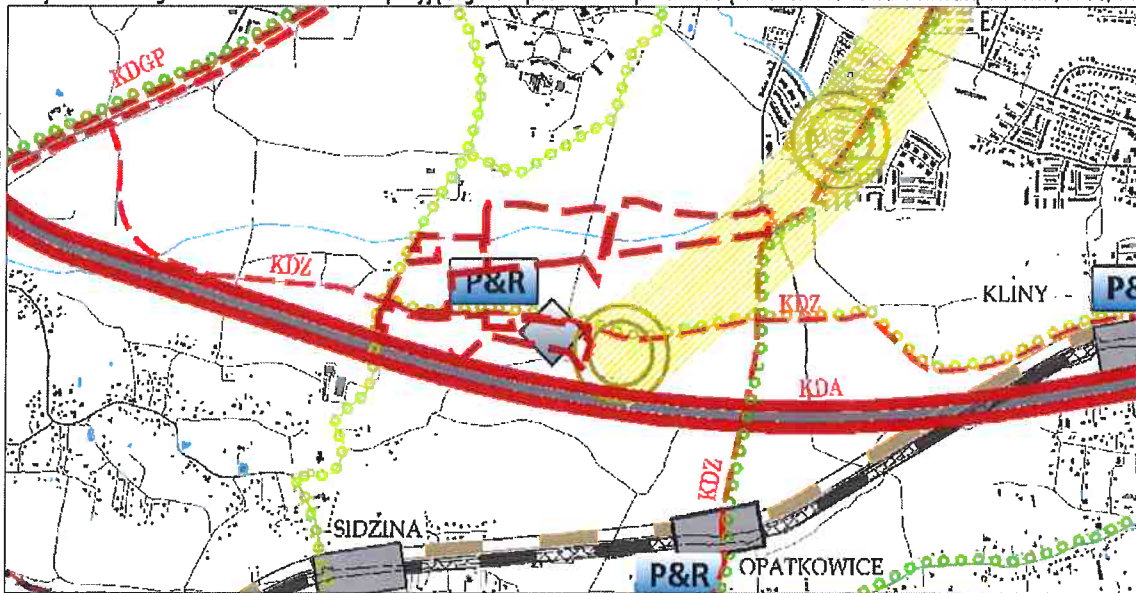 KDGP
E
KDZ
P&R
KDZ
KLINY
P&
KDA
KDZ
SIDZINA
OPATKOWICE
P&R